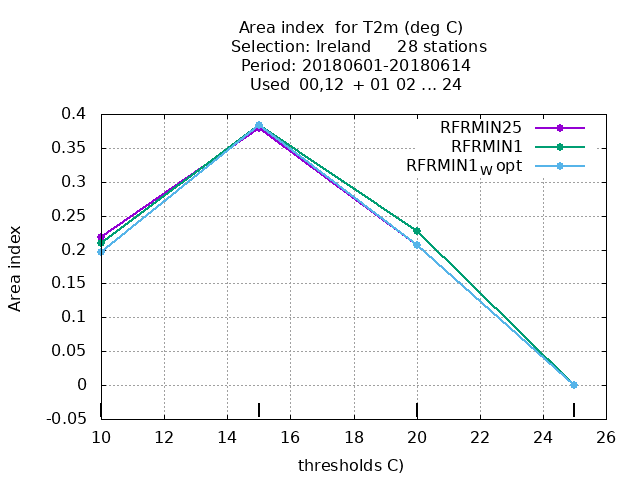 Area index  for T2m (deg C)
Selection: Ireland     28 stations
Period: 20180601-20180614
Used  00,12  + 01 02 ... 24
RFRMIN25
RFRMIN1
RFRMIN1W opt
0.4
0.35
0.3
0.25
0.2
0.15
0.1
0.05
0
-0.05
Area index
10 12 14 16 18 20 22 24 26
thresholds C)